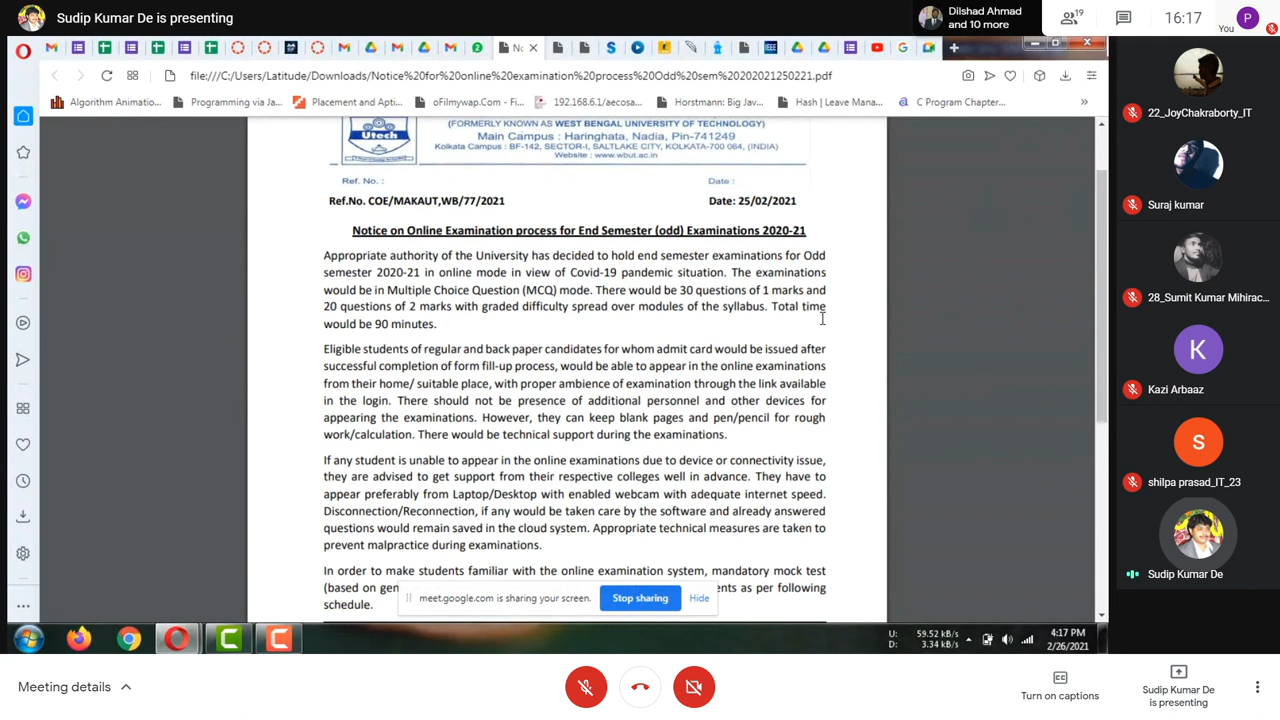 Sudip Kumar De is presenting
Dilshad Ahmad
and 10 more
19
16:17
You
P
No
file:///C:/Users/Latitude/Downloads/Notice%20for%20online%20examination%20process%20Odd%20sem%202020210250221.pdf
Algorithm Animatio...
Programming via Ja...
Placement and Apti...
oFilmywap.Com - Fi...
192.168.6.1/aecosa...
Horstmann: Big Jav...
Hash | Leave Mana...
C Program Chapter...
»
Utech
(FORMERLY KNOWN AS WEST BENGAL UNIVERSITY OF TECHNOLOGY)
Main Campus : Haringhata, Nadia, Pin-741249
Kolkata Campus : BF-142, SECTOR-I, SALTLAKE CITY, KOLKATA-700 064, (INDIA)
Website : www.wbut.ac.in
Ref. No. :
Date :
Ref.No. COE/MAKAUT,WB/77/2021
Date: 25/02/2021
Notice on Online Examination process for End Semester (odd) Examinations 2020-21
Appropriate authority of the University has decided to hold end semester examinations for Odd
semester 2020-21 in online mode in view of Covid-19 pandemic situation. The examinations
would be in Multiple Choice Question (MCQ) mode. There would be 30 questions of 1 marks and
20 questions of 2 marks with graded difficulty spread over modules of the syllabus. Total time
would be 90 minutes.
Eligible students of regular and back paper candidates for whom admit card would be issued after
successful completion of form fill-up process, would be able to appear in the online examinations
from their home/ suitable place, with proper ambience of examination through the link available
in the login. There should not be presence of additional personnel and other devices for
appearing the examinations. However, they can keep blank pages and pen/pencil for rough
work/calculation. There would be technical support during the examinations.
If any student is unable to appear in the online examinations due to device or connectivity issue,
they are advised to get support from their respective colleges well in advance. They have to
appear preferably from Laptop/Desktop with enabled webcam with adequate internet speed.
Disconnection/Reconnection, if any would be taken care by the software and already answered
questions would remain saved in the cloud system. Appropriate technical measures are taken to
prevent malpractice during examinations.
In order to make students familiar with the online examination system, mandatory mock test
(based on gen
nts as per following
schedule.
meet.google.com is sharing your screen.
Stop sharing
Hide
U: 59.52 kB/s
D: 3.34 kB/s
4:17 PM
2/26/2021
22_JoyChakraborty_IT
Suraj kumar
28_Sumit Kumar Mihirac...
K
Kazi Arbaaz
S
shilpa prasad_IT_23
Sudip Kumar De
Meeting details
Turn on captions
Sudip Kumar De
is presenting